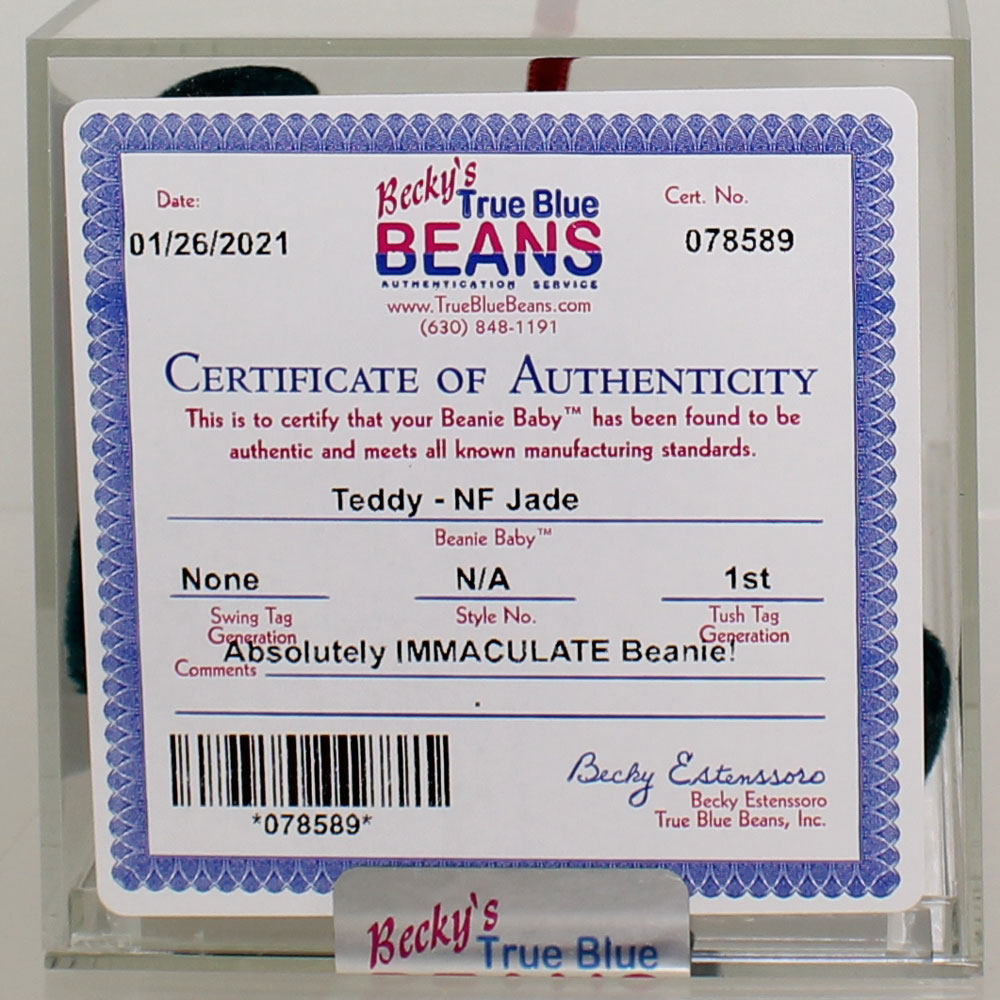 Date:
01/26/2021
Becky's
True Blue
BEANS
AUTHENTICATION SERVICE
www.TrueBlueBeans.com
(630) 848-1191
Cert. No.
078589
CERTIFICATE OF AUTHENTICITY
This is to certify that your Beanie Baby™ has been found to be
authentic and meets all known manufacturing standards.
Teddy - NF Jade
Beanie Baby™
None N/A 1st
Swing Tag Generation
Style No.
Tush Tag Generation
Absolutely IMMACULATE Beanie!
Comments
.
*078589*
Becky Estenssoro
Becky Estenssoro
True Blue Beans, Inc.
Becky's
True Blue